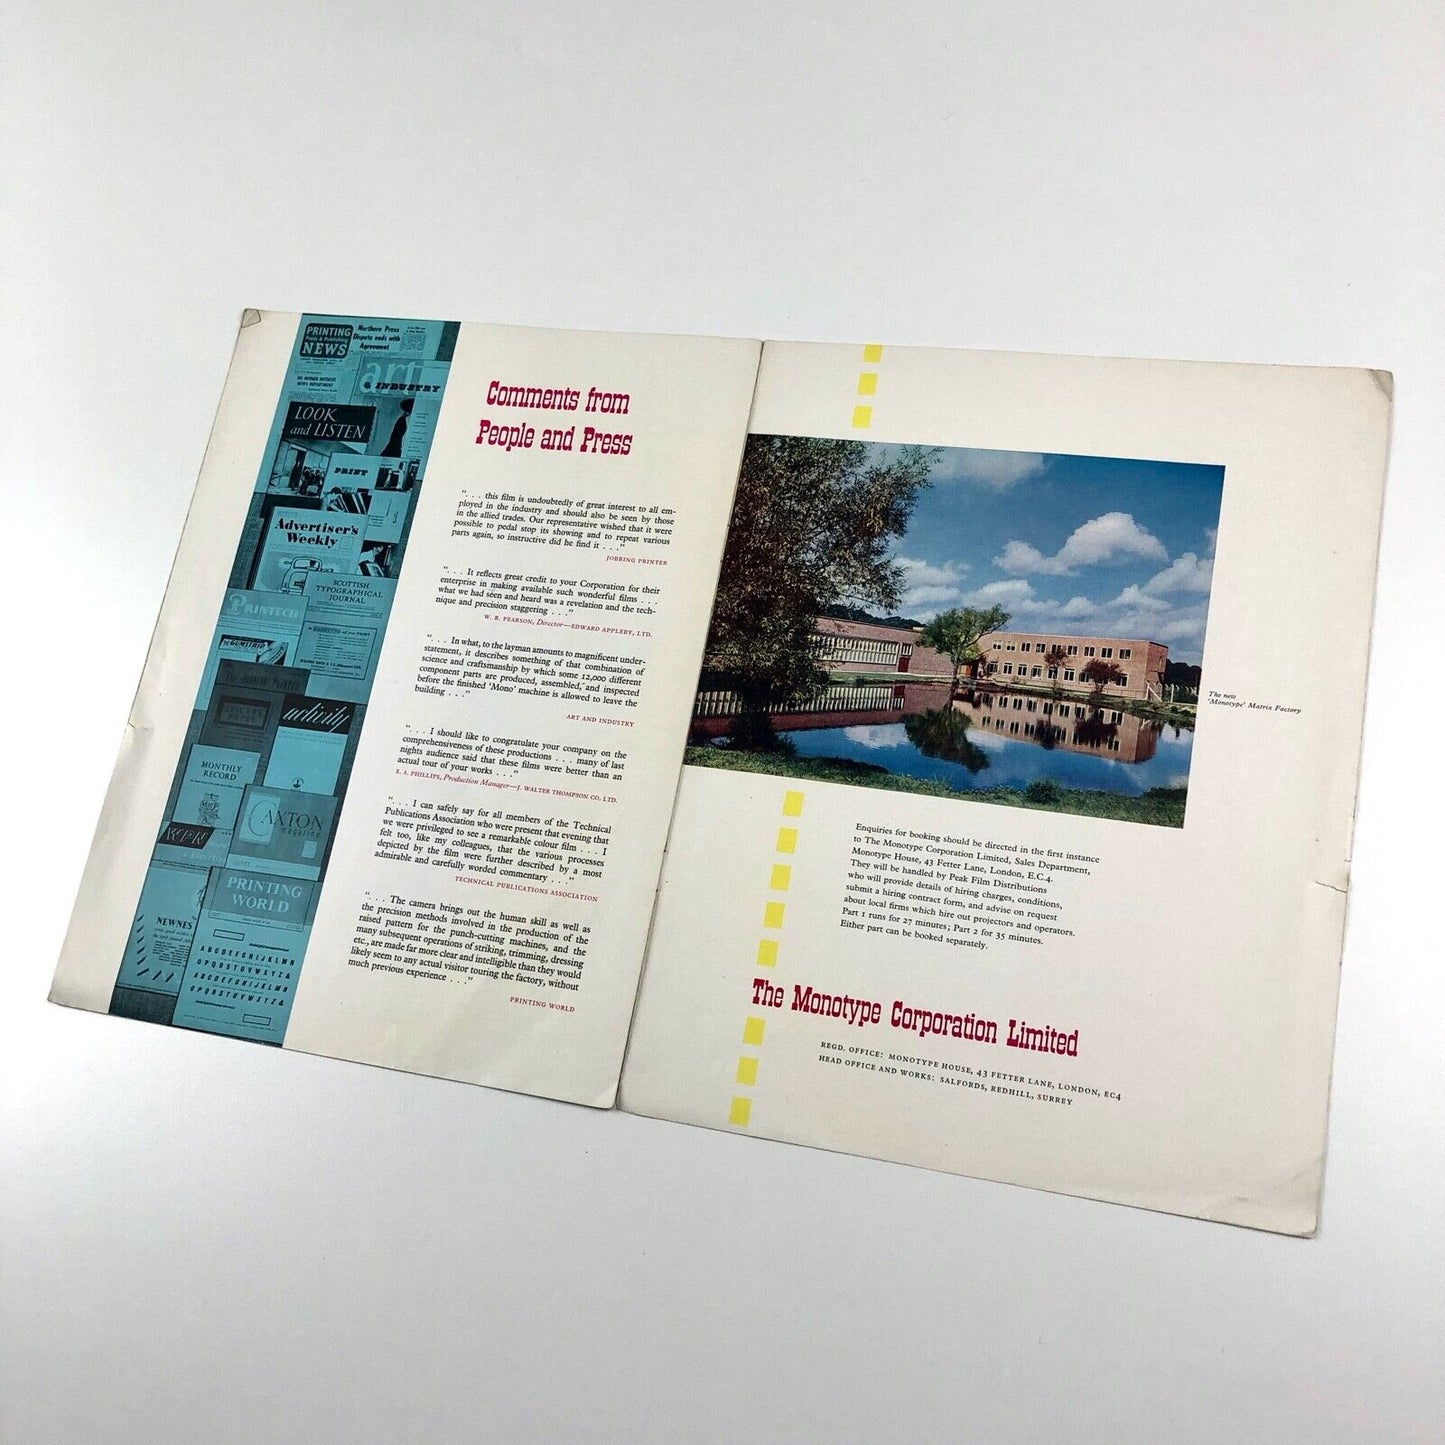 PRINTING
Press & Publishing
NEWS
Northern Press
Dispute ends with
Agreement
art
& INDUSTRY
LOOK
and LISTEN
PRINT
Advertiser's
Weekly
SCOTTISH
TYPOGRAPHICAL
JOURNAL
PRINTECH
activity
MONTHLY
RECORD
CAXTON
magazine
PRINTING
WORLD
NEWNES
ABCDEFGHIJKLMN
OPQRSTUVWXYZ&
ABCDEFGHIJKLMN
OPQRSTUVWXYZ&
Comments from
People and Press
“. . . this film is undoubtedly of great interest to all em-
ployed in the industry and should also be seen by those
in the allied trades. Our representative wished that it were
possible to pedal stop its showing and to repeat various
parts again, so instructive did he find it . . .”
JOBBING PRINTER
“. . . It reflects great credit to your Corporation for their
enterprise in making available such wonderful films . . .
what we had seen and heard was a revelation and the tech-
nique and precision staggering . . .”
W. R. PEARSON, Director—EDWARD APPLEBY, LTD.
“. . . In what, to the layman amounts to magnificent under-
statement, it describes something of that combination of
science and craftsmanship by which some 12,000 different
component parts are produced, assembled, and inspected
before the finished 'Mono' machine is allowed to leave the
building . . .”
ART AND INDUSTRY
“. . . I should like to congratulate your company on the
comprehensiveness of these productions . . . many of last
nights audience said that these films were better than an
actual tour of your works . . .”
E. A. PHILLIPS, Production Manager—J. WALTER THOMPSON CO. LTD.
“. . . I can safely say for all members of the Technical
Publications Association who were present that evening that
we were privileged to see a remarkable colour film . . . I
felt too, like my colleagues, that the various processes
depicted by the film were further described by a most
admirable and carefully worded commentary . . .”
TECHNICAL PUBLICATIONS ASSOCIATION
“. . . The camera brings out the human skill as well as
the precision methods involved in the production of the
raised pattern for the punch-cutting machines, and the
many subsequent operations of striking, trimming, dressing
etc., are made far more clear and intelligible than they would
likely seem to any actual visitor touring the factory, without
much previous experience . . .”
PRINTING WORLD
The new
'Monotype' Matrix Factory
Enquiries for booking should be directed in the first instance
to The Monotype Corporation Limited, Sales Department,
Monotype House, 43 Fetter Lane, London, E.C.4.
They will be handled by Peak Film Distributions
who will provide details of hiring charges, conditions,
submit a hiring contract form, and advise on request
about local firms which hire out projectors and operators.
Part 1 runs for 27 minutes; Part 2 for 35 minutes.
Either part can be booked separately.
The Monotype Corporation Limited
REGD. OFFICE: MONOTYPE HOUSE, 43 FETTER LANE, LONDON, EC4
HEAD OFFICE AND WORKS: SALFORDS, REDHILL, SURREY